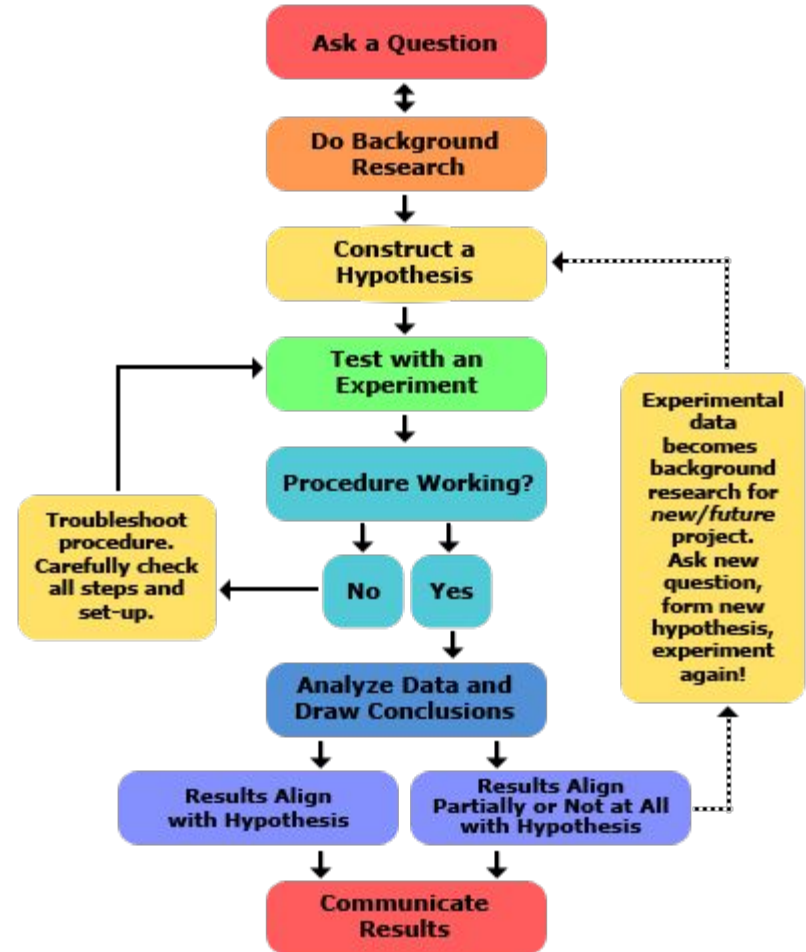 Ask a Question
Do Background
Research
Construct a
Hypothesis
Test with an
Experiment
Procedure Working?
No
Yes
Troubleshoot
procedure.
Carefully check
all steps and
set-up.
Experimental
data
becomes
background
research for
new/future
project.
Ask new
question,
form new
hypothesis,
experiment
again!
Analyze Data and
Draw Conclusions
Results Align
with Hypothesis
Results Align
Partially or Not at All
with Hypothesis
Communicate
Results